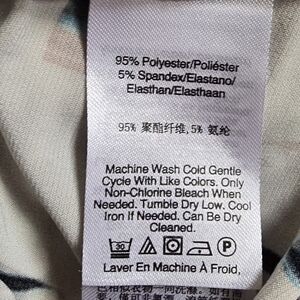 95% Polyester/Poliéster
5% Spandex/Elastano/
Elasthan/Elasthaan
95% 聚酯纤维, 5% 氨纶
Machine Wash Cold Gentle
Cycle With Like Colors. Only
Non-Chlorine Bleach When
Needed. Tumble Dry Low. Cool
Iron If Needed. Can Be Dry
Cleaned.
30 P
Laver En Machine À Froid,